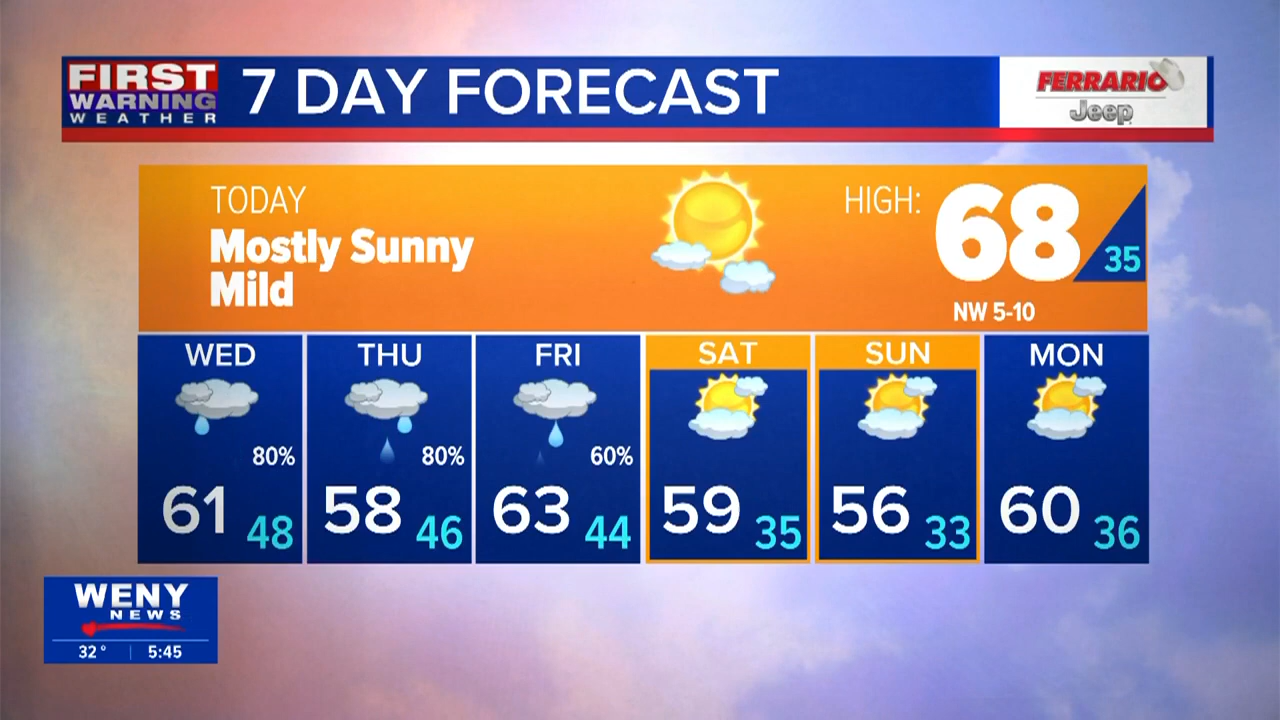 FIRST
WARNING
WEATHER
7 DAY FORECAST
FERRARIO
Jeep
TODAY
Mostly Sunny
Mild
HIGH:
68
35
NW 5-10
WED THU FRI SAT SUN MON
80% 80% 60%
61 48 58 46 63 44 59 35 56 33 60 36
WENY
NEWS
32° | 5:45